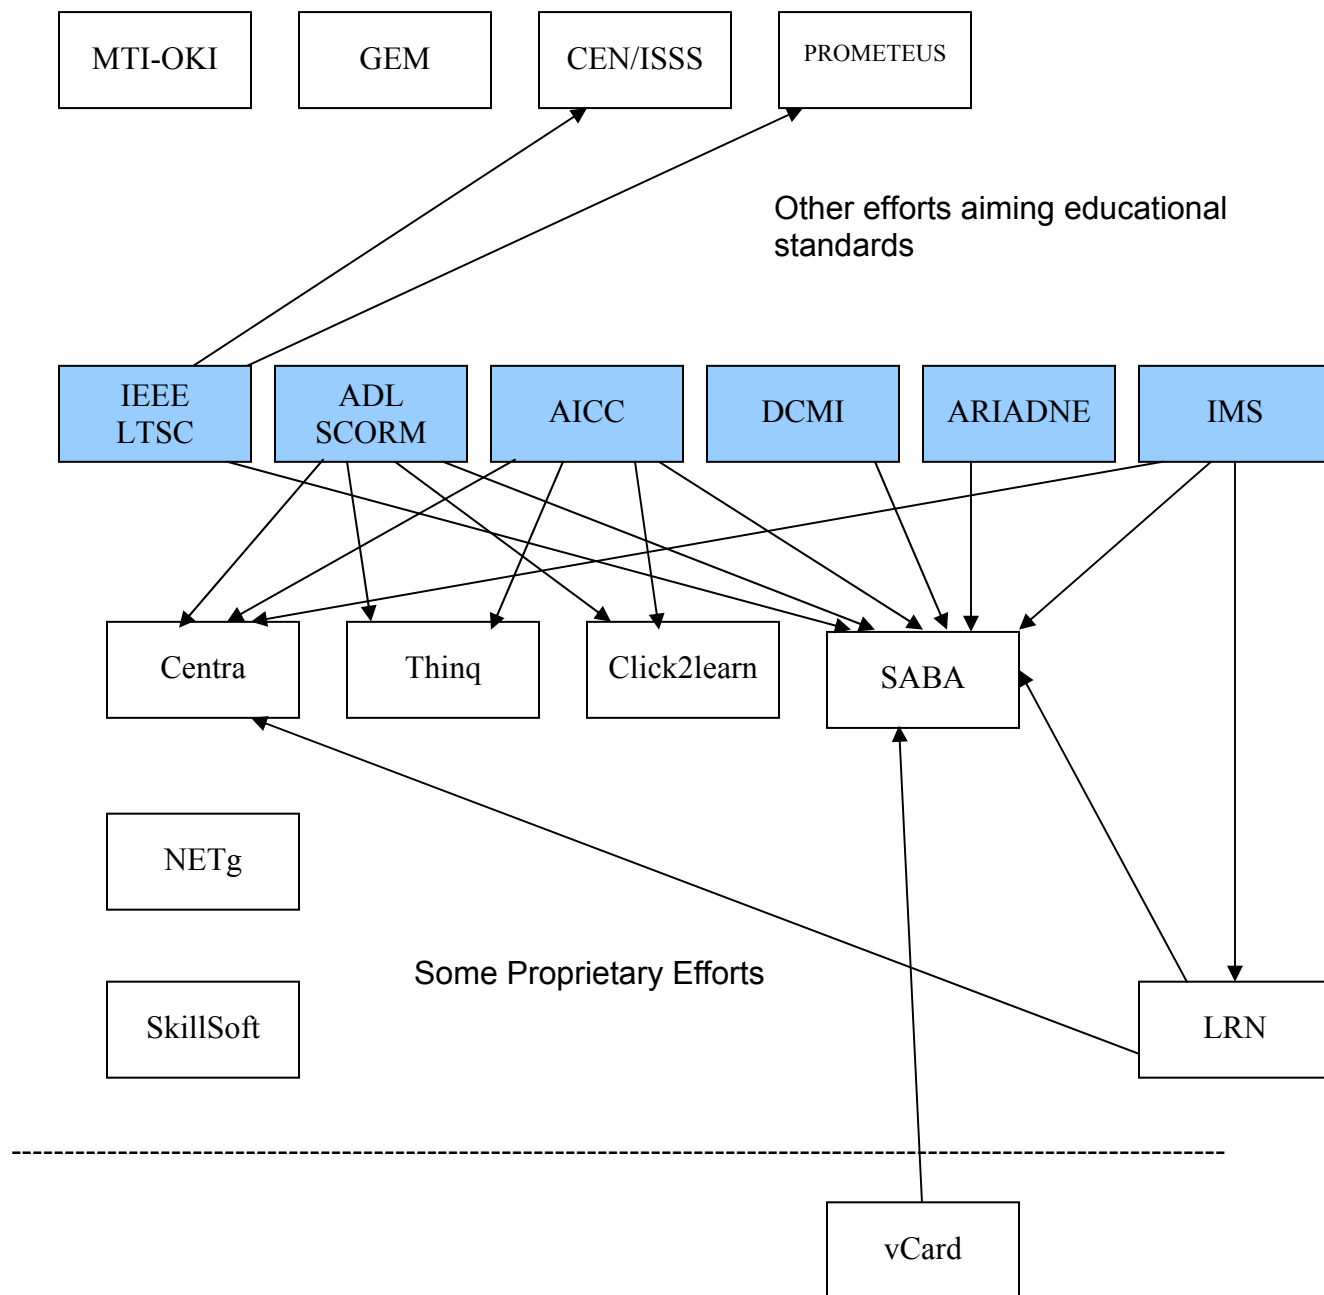 MTI-OKI
GEM
CEN/ISSS
PROMETEUS
Other efforts aiming educational
standards
IEEE
LTSC
ADL
SCORM
AICC
DCMI
ARIADNE
IMS
Centra
Thinq
Click2learn
SABA
NETg
Some Proprietary Efforts
SkillSoft
LRN
vCard